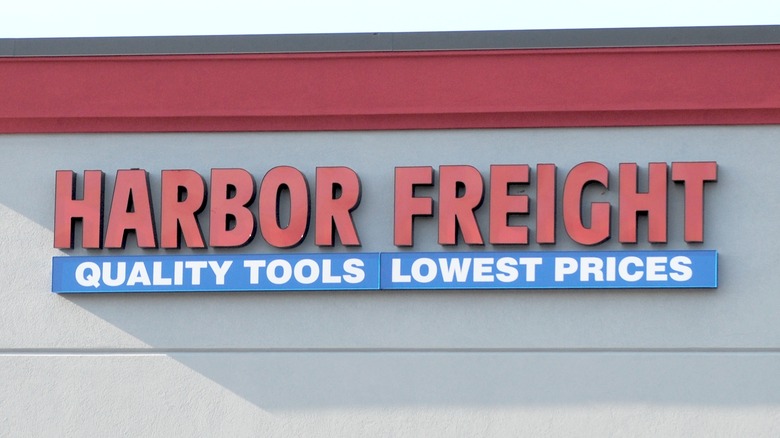 HARBOR FREIGHT
QUALITY TOOLS LOWEST PRICES